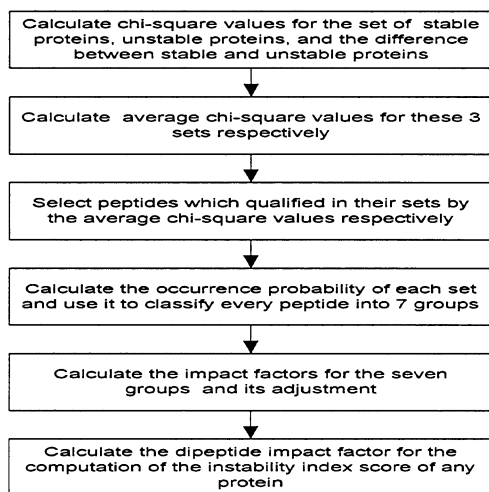 Calculate chi-square values for the set of stable
proteins, unstable proteins, and the difference
between stable and unstable proteins
Calculate average chi-square values for these 3
sets respectively
Select peptides which qualified in their sets by
the average chi-square values respectively
Calculate the occurrence probability of each set
and use it to classify every peptide into 7 groups
Calculate the impact factors for the seven
groups and its adjustment
Calculate the dipeptide impact factor for the
computation of the instability index score of any
protein